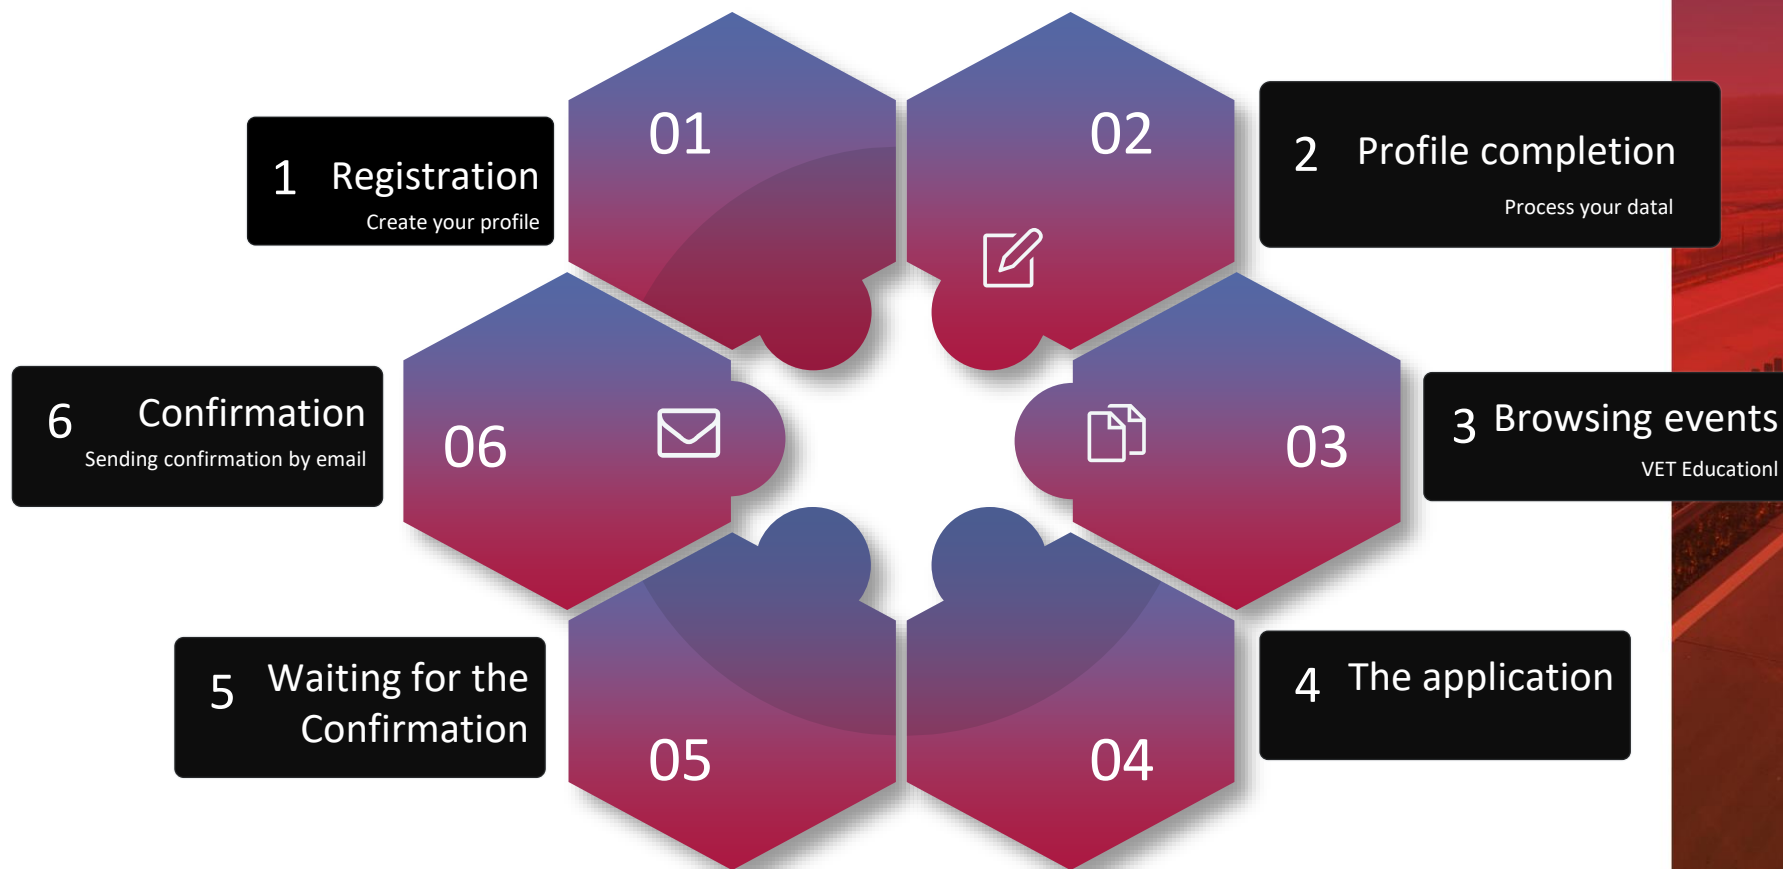 01
02
1 Registration
Create your profile
2 Profile completion
Process your datal
6 Confirmation
Sending confirmation by email
06
03
3 Browsing events
VET Educationl
5 Waiting for the
Confirmation
05
04
4 The application